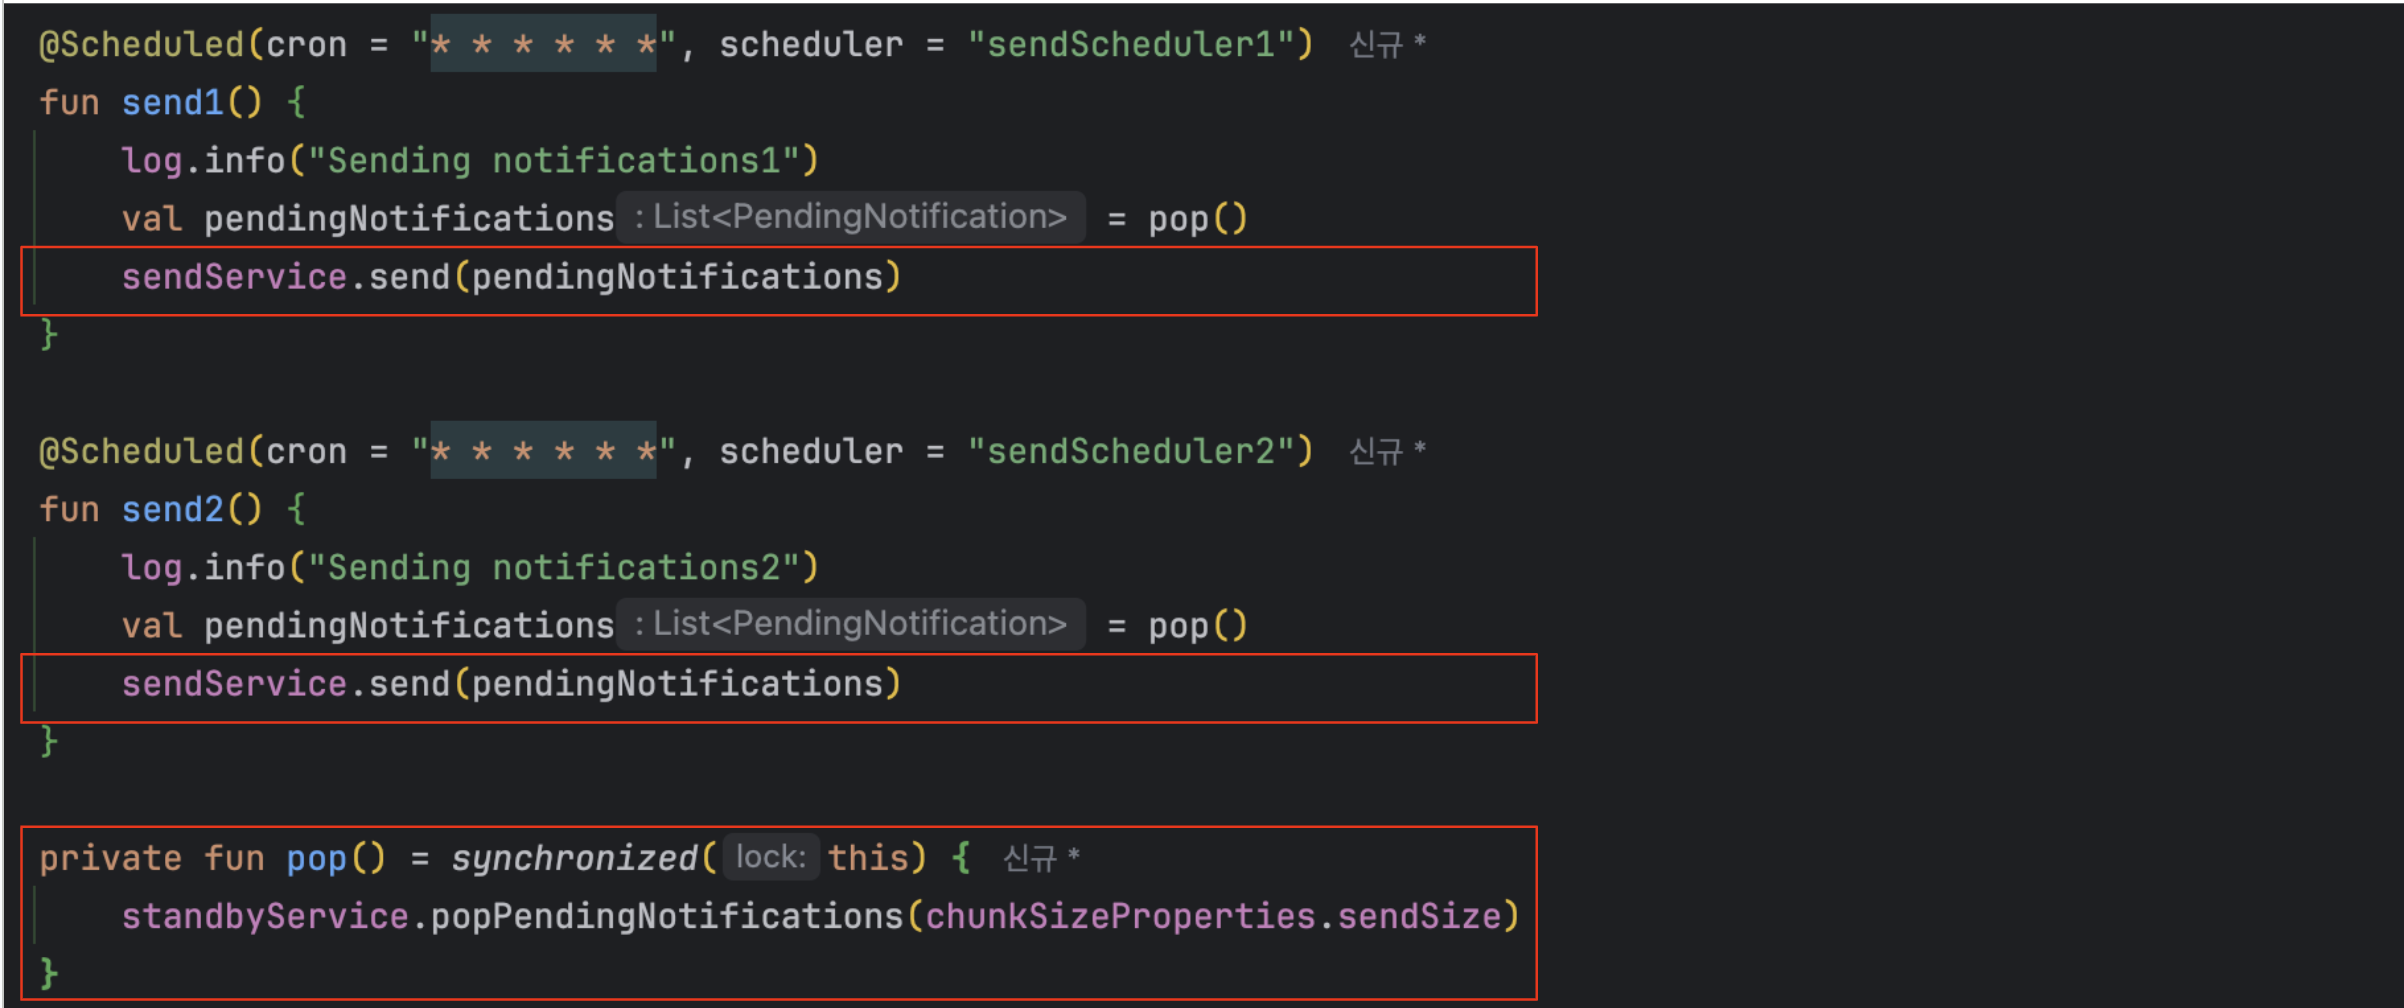 @Scheduled(cron = "* * * * * *", scheduler = "sendScheduler1") 신규 *
fun send1() {
    log.info("Sending notifications1")
    val pendingNotifications : List<PendingNotification> = pop()
    sendService.send(pendingNotifications)
}
@Scheduled(cron = "* * * * * *", scheduler = "sendScheduler2") 신규 *
fun send2() {
    log.info("Sending notifications2")
    val pendingNotifications : List<PendingNotification> = pop()
    sendService.send(pendingNotifications)
}
private fun pop() = synchronized( lock: this) { 신규 *
    standbyService.popPendingNotifications(chunkSizeProperties.sendSize)
}